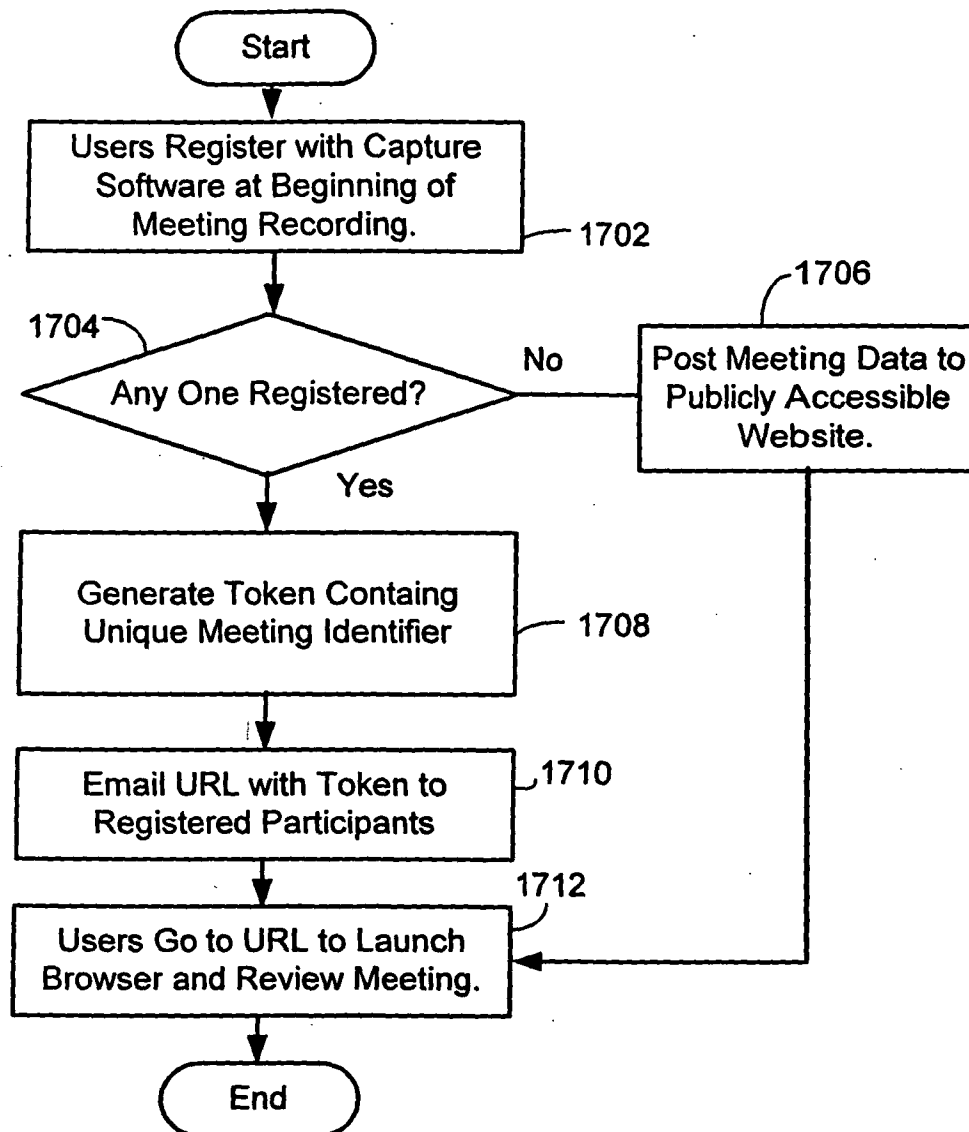 Start
Users Register with Capture
Software at Beginning of
Meeting Recording.
1702
1704
Any One Registered?
No
1706
Post Meeting Data to
Publicly Accessible
Website.
Yes
Generate Token Containg
Unique Meeting Identifier
1708
Email URL with Token to
Registered Participants
1710
1712
Users Go to URL to Launch
Browser and Review Meeting.
End